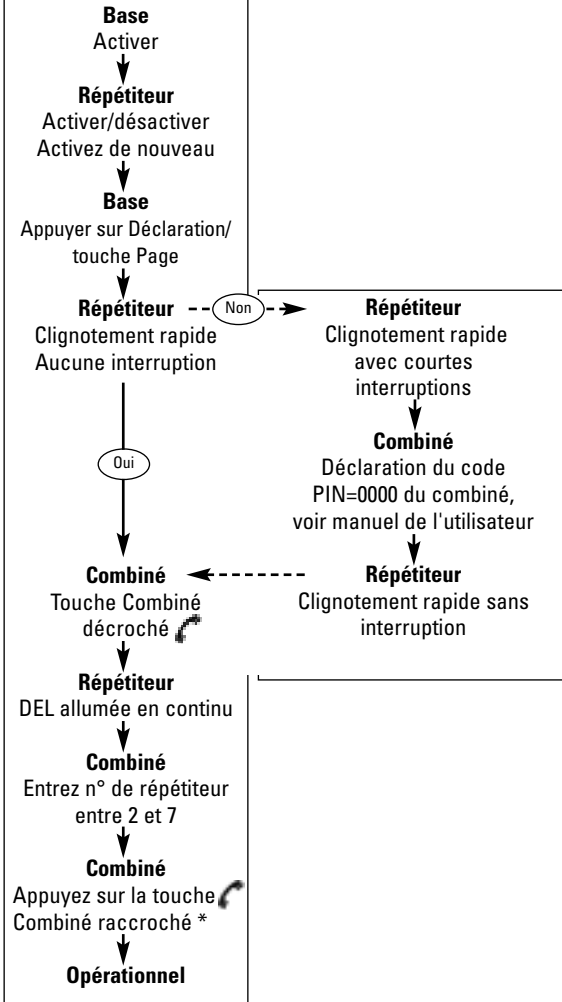 Base
Activer
Répétiteur
Activer/désactiver
Activez de nouveau
Base
Appuyer sur Déclaration/
touche Page
Répétiteur
Clignotement rapide
Aucune interruption
Non
Répétiteur
Clignotement rapide
avec courtes
interruptions
Combiné
Déclaration du code
PIN=0000 du combiné,
voir manuel de l'utilisateur
Répétiteur
Clignotement rapide sans
interruption
Oui
Combiné
Touche Combiné
décroché
Répétiteur
DEL allumée en continu
Combiné
Entrez n° de répétiteur
entre 2 et 7
Combiné
Appuyez sur la touche
Combiné raccroché *
Opérationnel